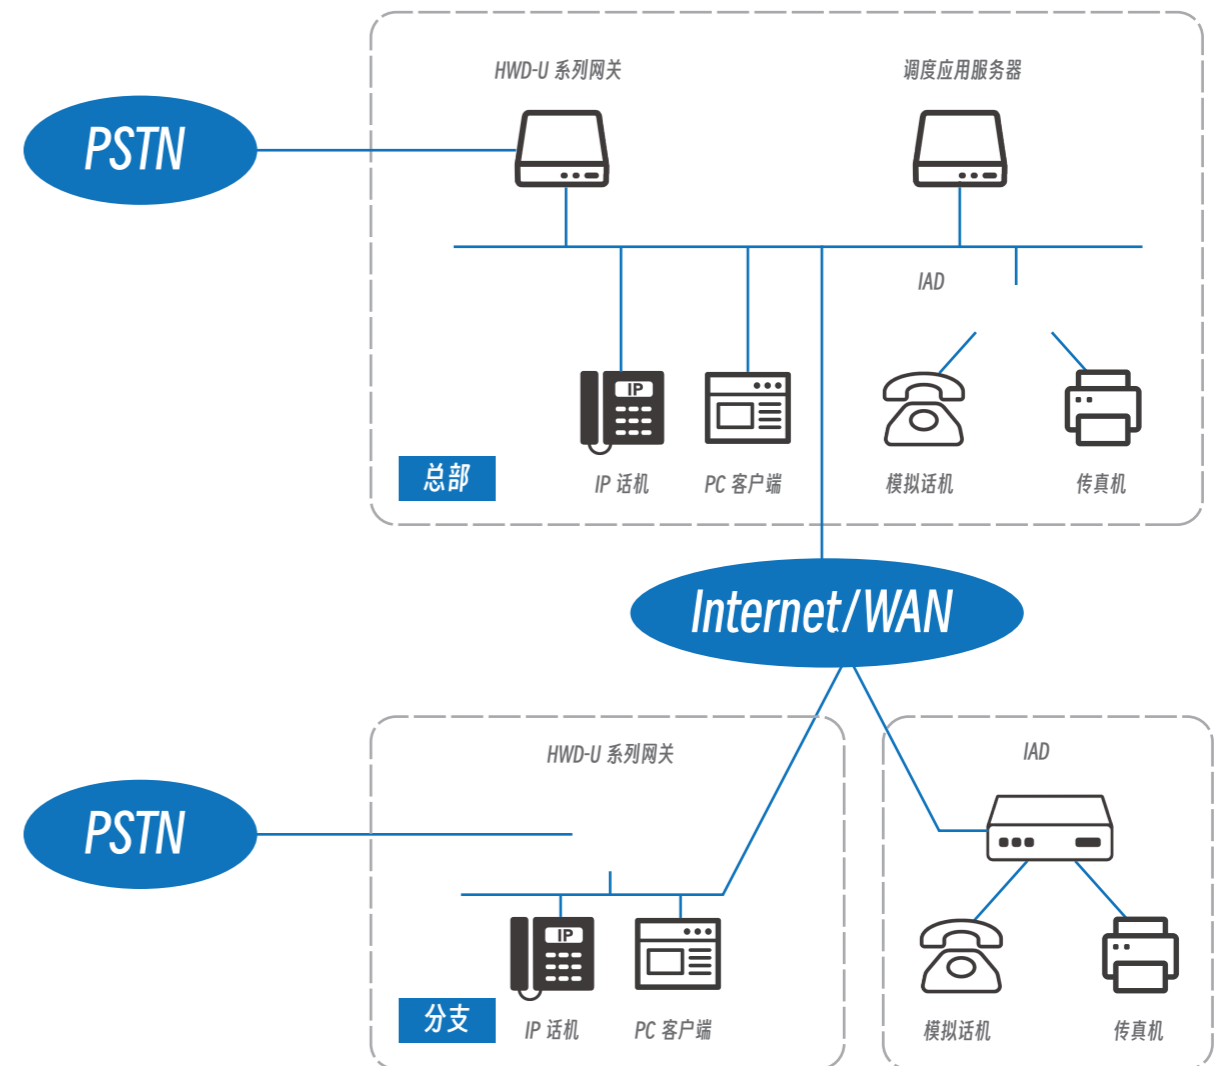 HWD-U 系列网关
调度应用服务器
PSTN
IAD
IP
总部
IP 话机
PC 客户端
模拟话机
传真机
Internet/WAN
HWD-U 系列网关
IAD
PSTN
IP
分支
IP 话机
PC 客户端
模拟话机
传真机